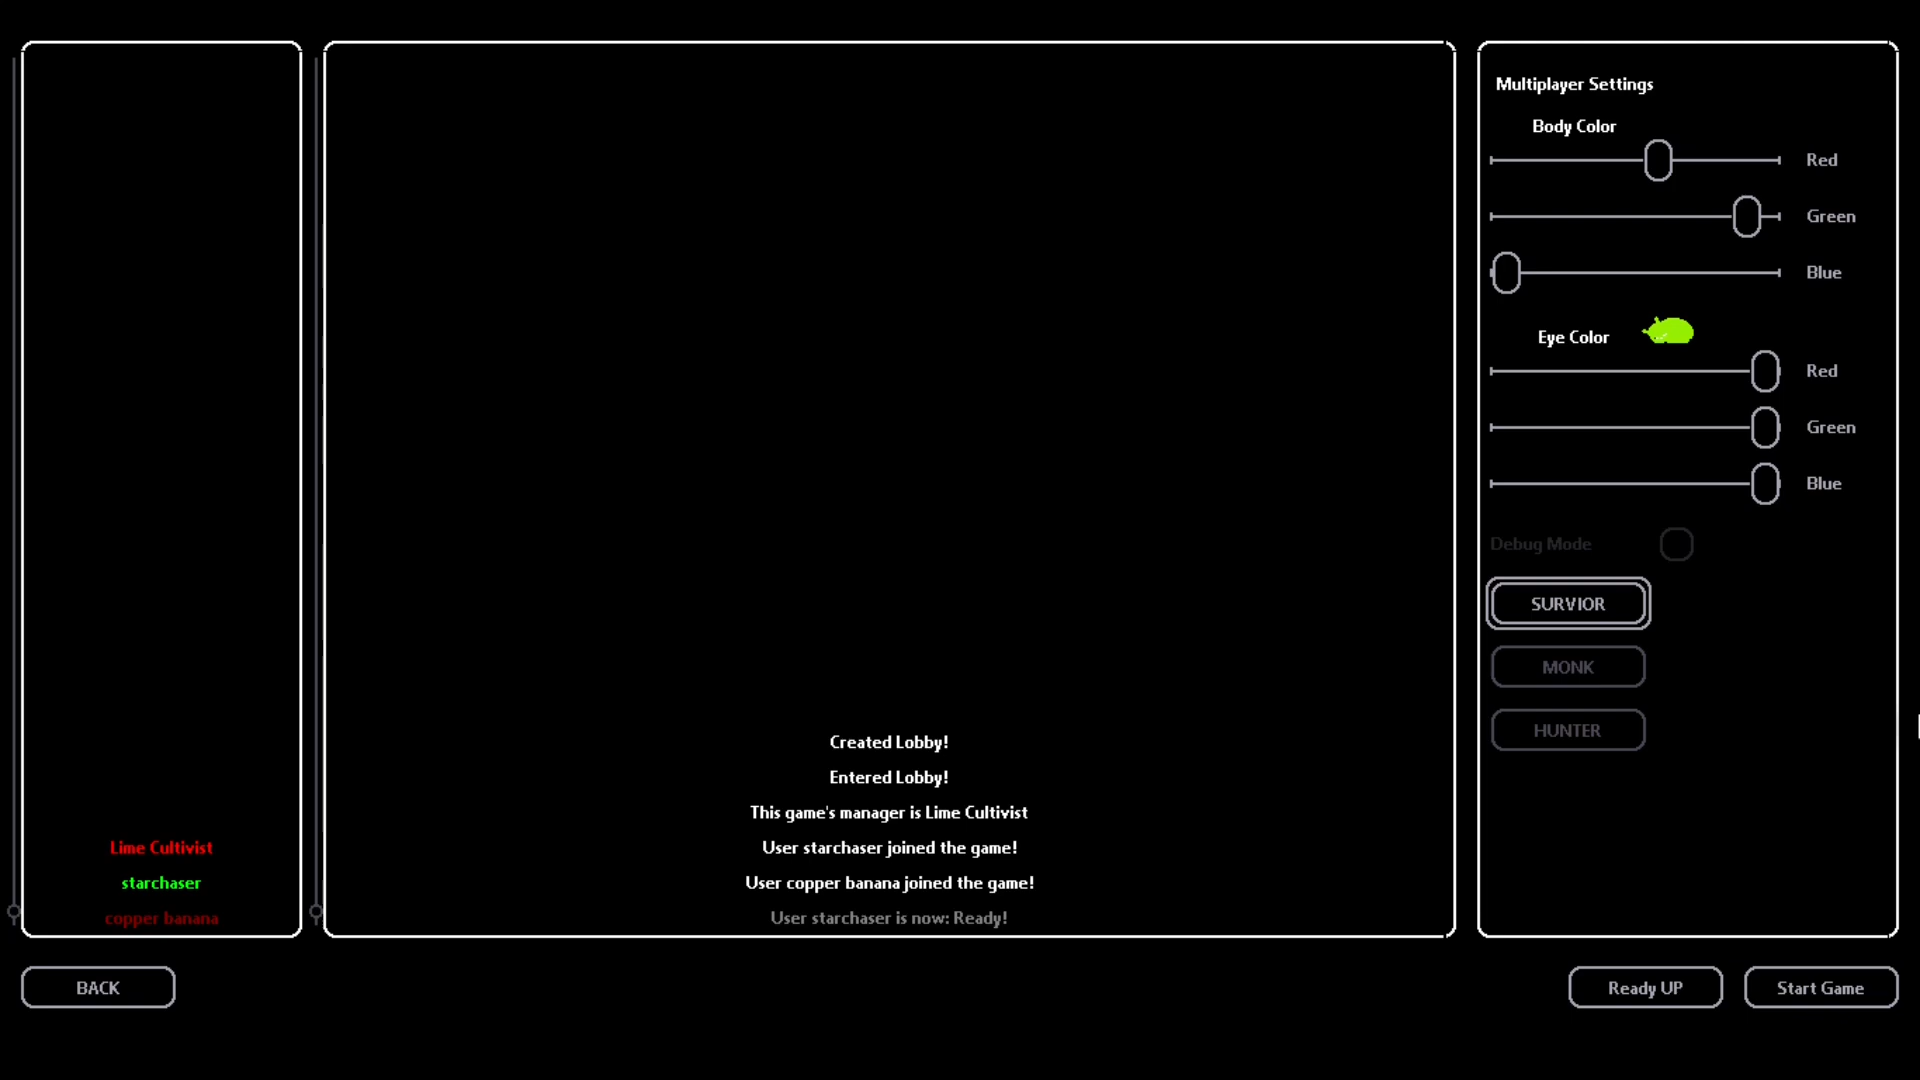 Lime Cultivist
starchaser
copper banana
Created Lobby!
Entered Lobby!
This game's manager is Lime Cultivist
User starchaser joined the game!
User copper banana joined the game!
User starchaser is now: Ready!
Multiplayer Settings
Body Color
Red
Green
Blue
Eye Color
Red
Green
Blue
Debug Mode
SURVIOR
MONK
HUNTER
BACK
Ready UP
Start Game